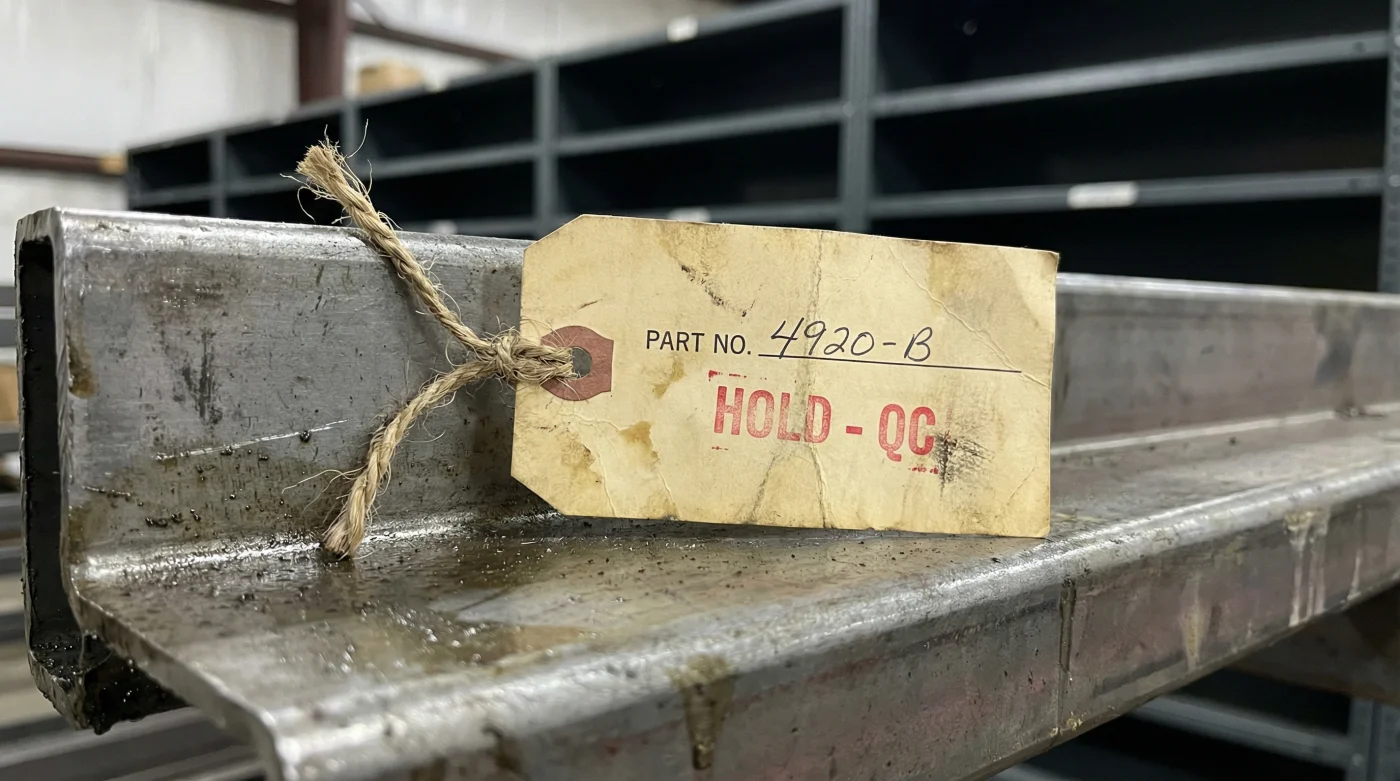 PART NO. 4920-B
HOLD - QC